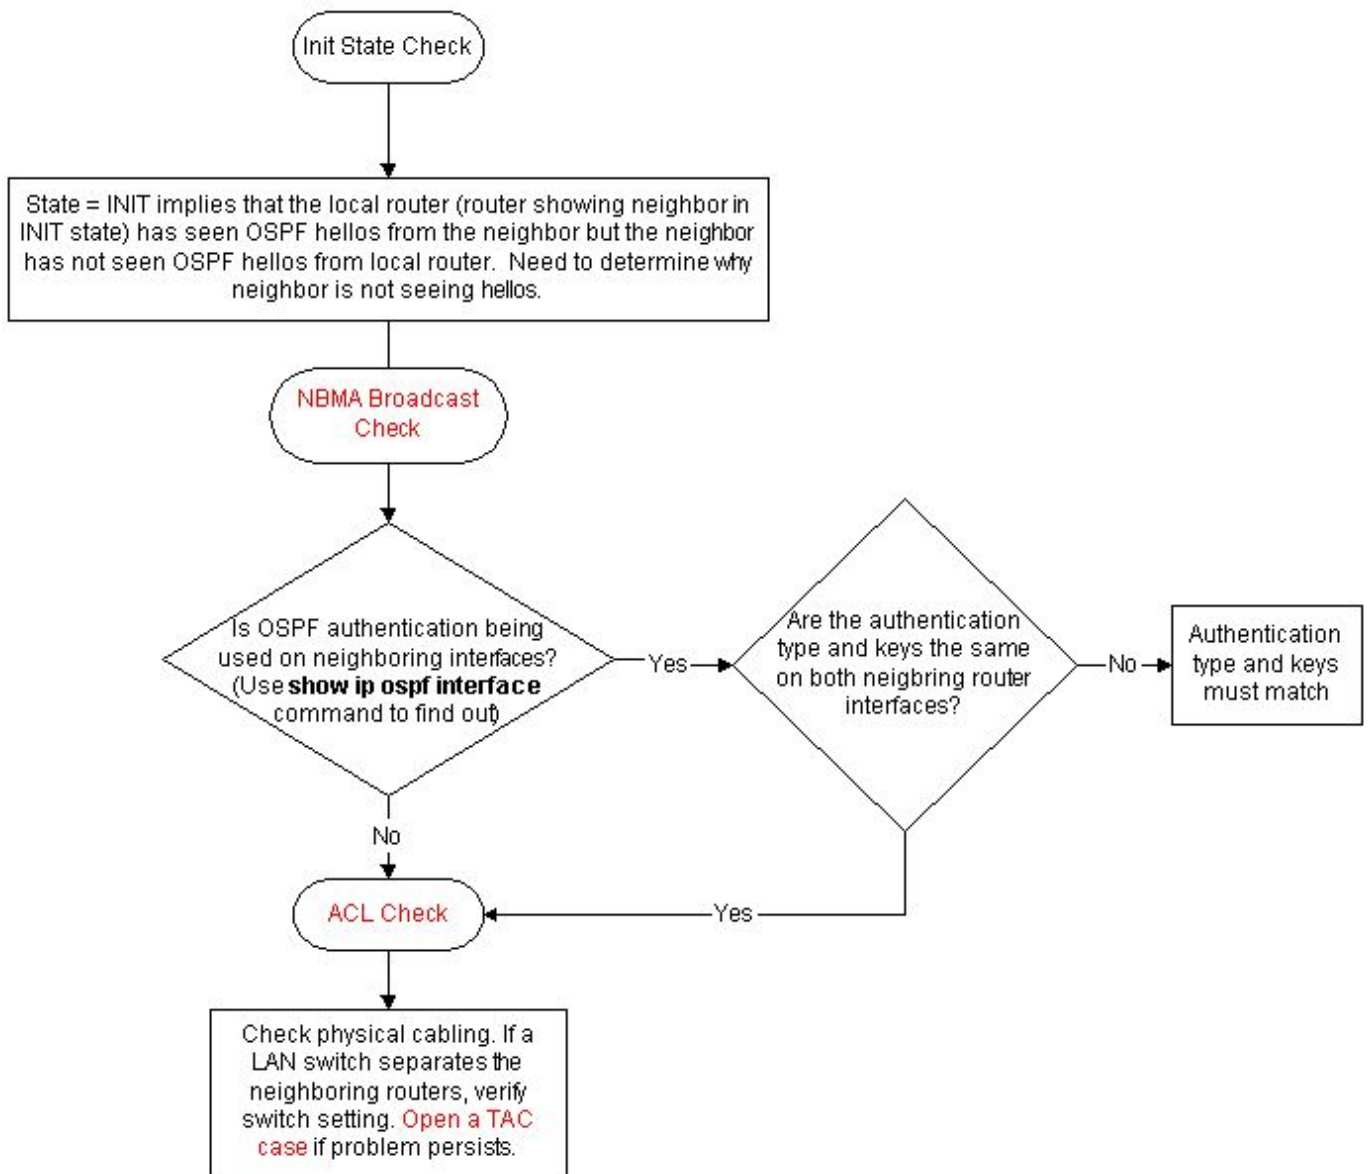 Init State Check
State = INIT implies that the local router (router showing neighbor in
INIT state) has seen OSPF hellos from the neighbor but the neighbor
has not seen OSPF hellos from local router. Need to determine why
neighbor is not seeing hellos.
NBMA Broadcast
Check
Is OSPF authentication being
used on neighboring interfaces?
(Use show ip ospf interface
command to find out)
Yes
Are the authentication
type and keys the same
on both neigbring router
interfaces?
No
Authentication
type and keys
must match
No
ACL Check
Yes
Check physical cabling. If a
LAN switch separates the
neighboring routers, verify
switch setting. Open a TAC
case if problem persists.